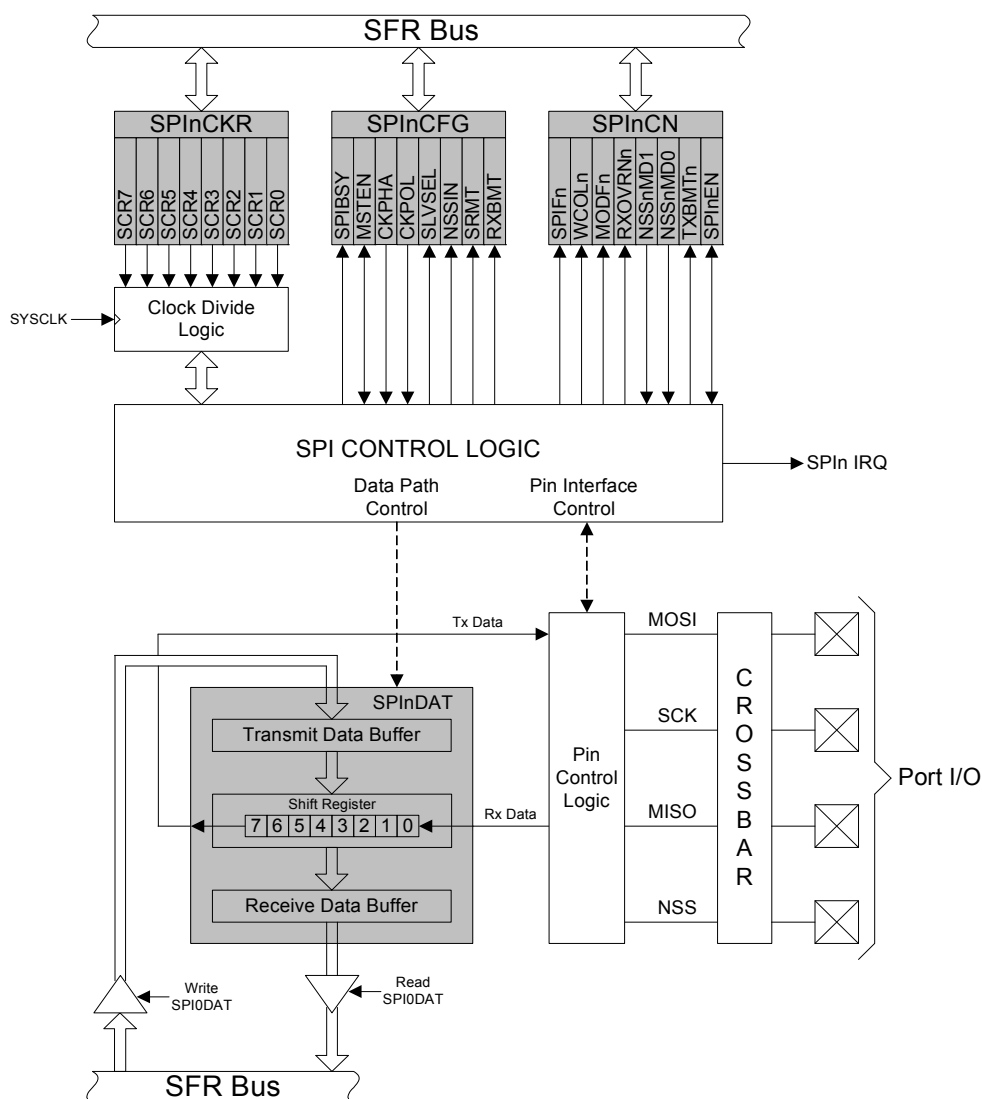 SFR Bus
SPInCKR
SCR7
SCR6
SCR5
SCR4
SCR3
SCR2
SCR1
SCR0
SPInCFG
SPIBSY
MSTEN
CKPHA
CKPOL
SLVSEL
NSSIN
SRMT
RXBMT
SPInCN
SPIFn
WCOLn
MODFn
RXOVRNn
NSSnMD1
NSSnMD0
TXBMTn
SPInEN
SYSCLK
Clock Divide
Logic
SPI CONTROL LOGIC
Data Path
Control
Pin Interface
Control
SPIn IRQ
Tx Data
SPInDAT
Transmit Data Buffer
Shift Register
7 6 5 4 3 2 1 0
Rx Data
Receive Data Buffer
Pin
Control
Logic
MOSI
SCK
MISO
NSS
CROSSBAR
Port I/O
Write
SPI0DAT
Read
SPI0DAT
SFR Bus